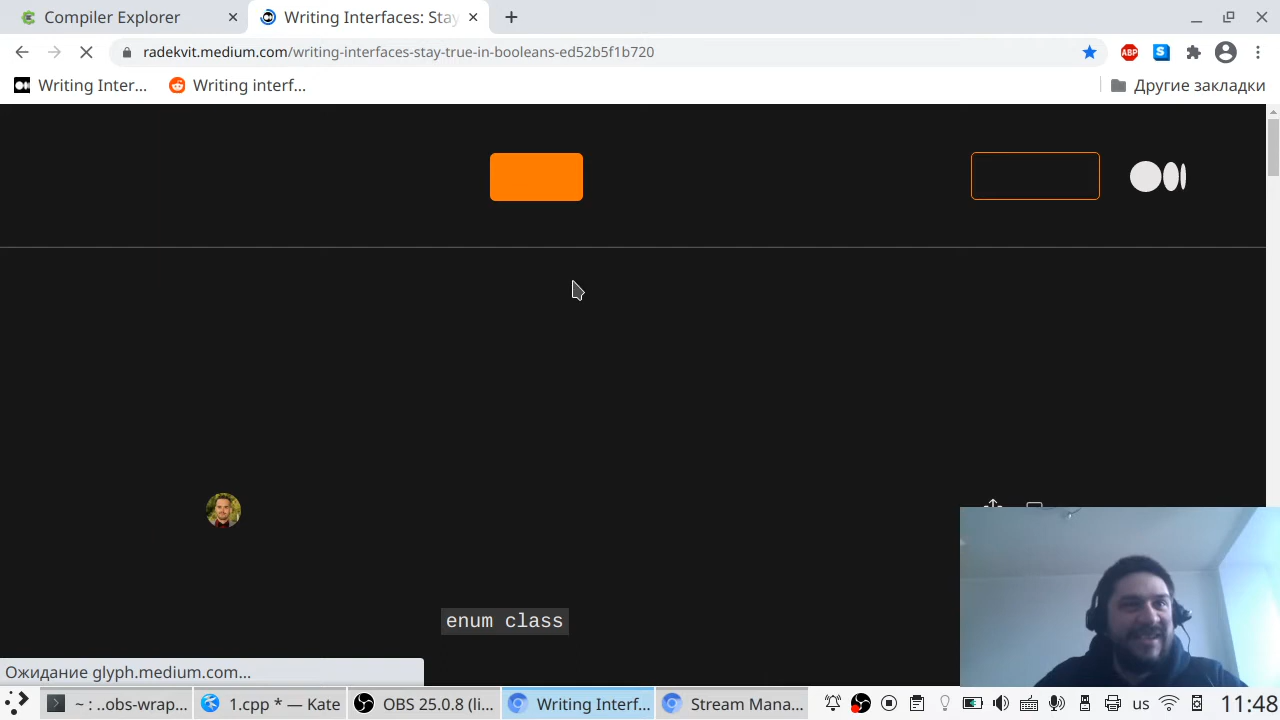 Compiler Explorer
Writing Interfaces: Stay
radekvit.medium.com/writing-interfaces-stay-true-in-booleans-ed52b5f1b720
ABP
S
Writing Inter...
Writing interf...
Другие закладки
enum class
Ожидание glyph.medium.com...
~ : ..obs-wrap...
1.cpp * — Kate
OBS 25.0.8 (li...
Writing Interf...
Stream Mana...
us
11:48